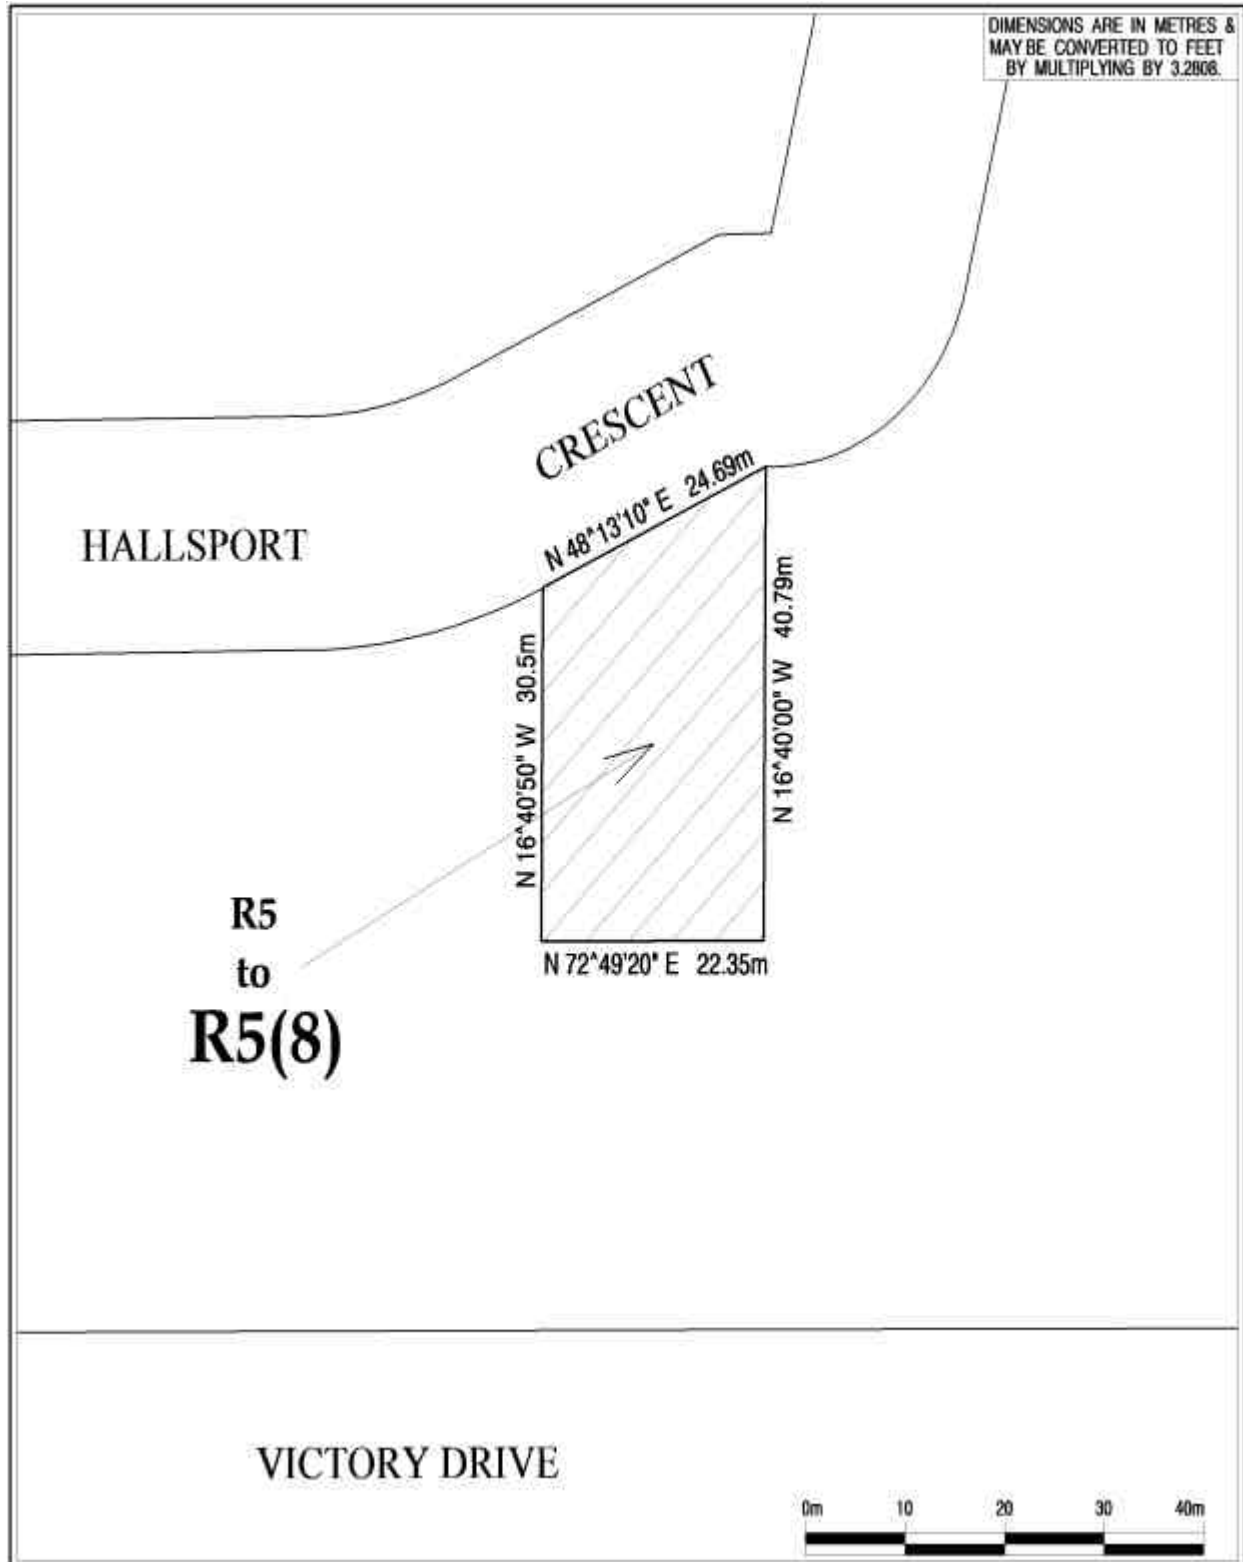 DIMENSIONS ARE IN METRES &
MAY BE CONVERTED TO FEET
BY MULTIPLYING BY 3.2808.
CRESCENT
N 48^13'10" E 24.69m
HALLSPORT
N 16^40'50" W 30.5m
N 16^40'00" W 40.79m
R5
to
R5(8)
N 72^49'20" E 22.35m
VICTORY DRIVE
0m 10 20 30 40m